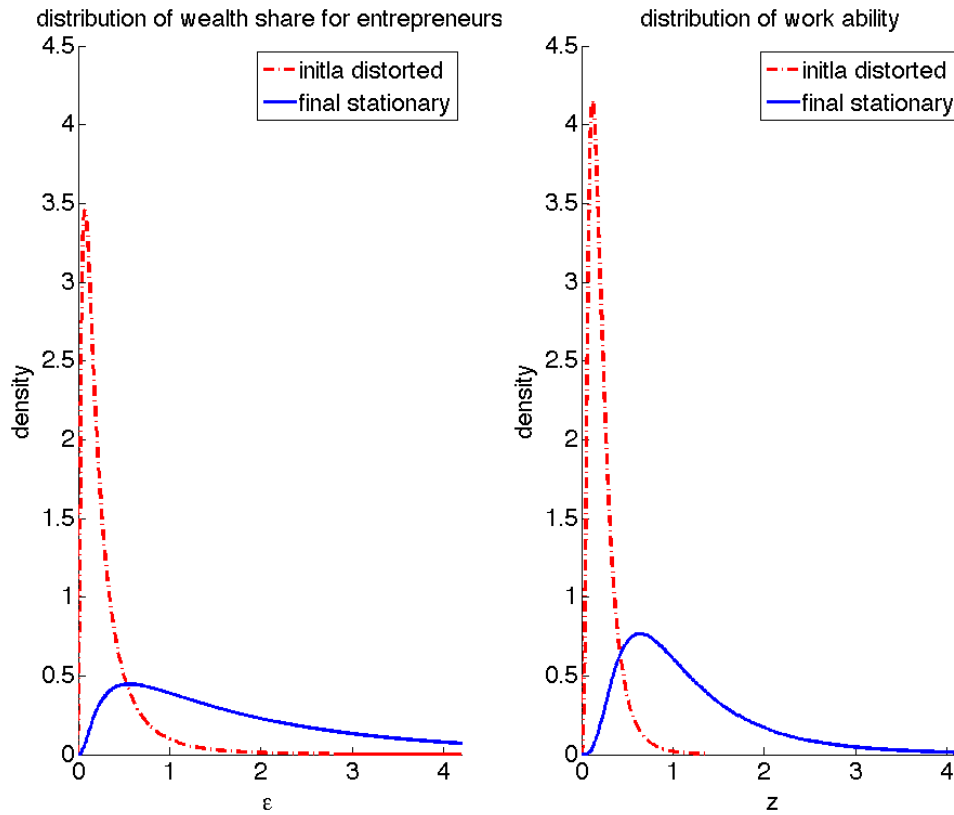 distribution of wealth share for entrepreneurs
initla distorted
final stationary
4.5
4
3.5
3
2.5
2
1.5
1
0.5
0
density
0 1 2 3 4
ε
distribution of work ability
initla distorted
final stationary
4.5
4
3.5
3
2.5
2
1.5
1
0.5
0
density
0 1 2 3 4
z